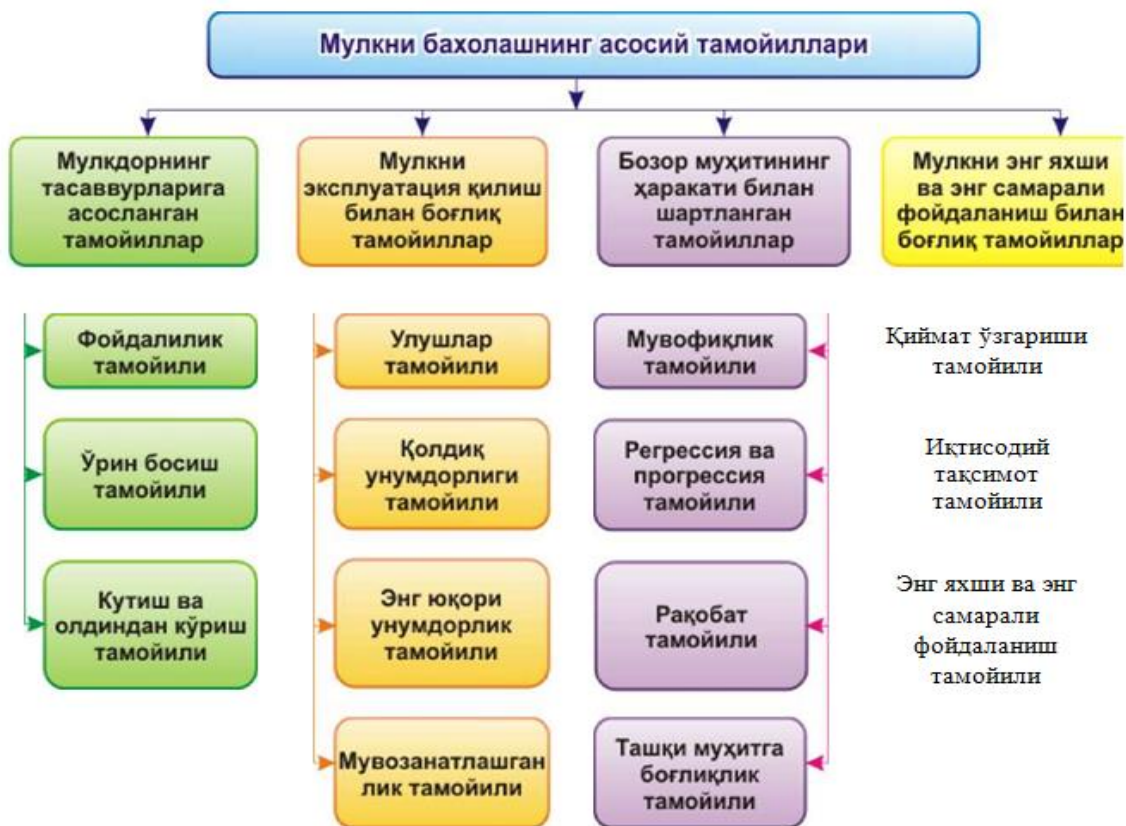 Мулкни бахолашнинг асосий тамойиллари
Мулкдорнинг
тасаввурларига
асосланган
тамойиллар
Мулкни
эксплуатация қилиш
билан боғлиқ
тамойиллар
Бозор муҳитининг
ҳаракати билан
шартланган
тамойиллар
Мулкни энг яхши
ва энг самарали
фойдаланиш билан
боғлиқ тамойиллар
Фойдалилик
тамойили
Улушлар
тамойили
Мувофиқлик
тамойили
Қиймат ўзгариши
тамойили
Ўрин босиш
тамойили
Қолдиқ
унумдорлиги
тамойили
Регрессия ва
прогрессия
тамойили
Иқтисодий
тақсимот
тамойили
Кутиш ва
олдиндан кўриш
тамойили
Энг юқори
унумдорлик
тамойили
Рақобат
тамойили
Энг яхши ва энг
самарали
фойдаланиш
тамойили
Мувозанатлашган
лик тамойили
Ташқи муҳитга
боғлиқлик
тамойили